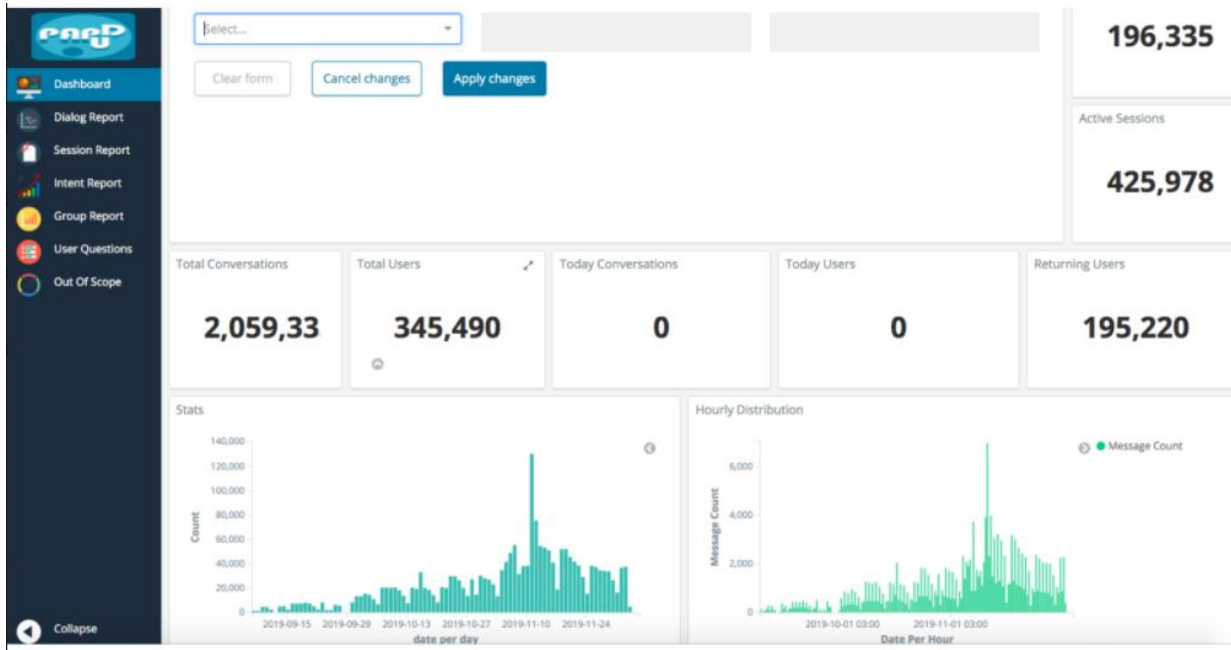 Dashboard
Dialog Report
Session Report
Intent Report
Group Report
User Questions
Out Of Scope
Collapse
Select...
Clear form
Cancel changes
Apply changes
196,335
Active Sessions
425,978
Total Conversations
2,059,33
Total Users
345,490
Today Conversations
0
Today Users
0
Returning Users
195,220
Stats
140,000
120,000
100,000
80,000
60,000
40,000
20,000
0
Count
2019-09-15 2019-09-29 2019-10-13 2019-10-27 2019-11-10 2019-11-24
date per day
Hourly Distribution
Message Count
6,000
4,000
2,000
0
Message Count
2019-10-01 03:00 2019-11-01 03:00
Date Per Hour